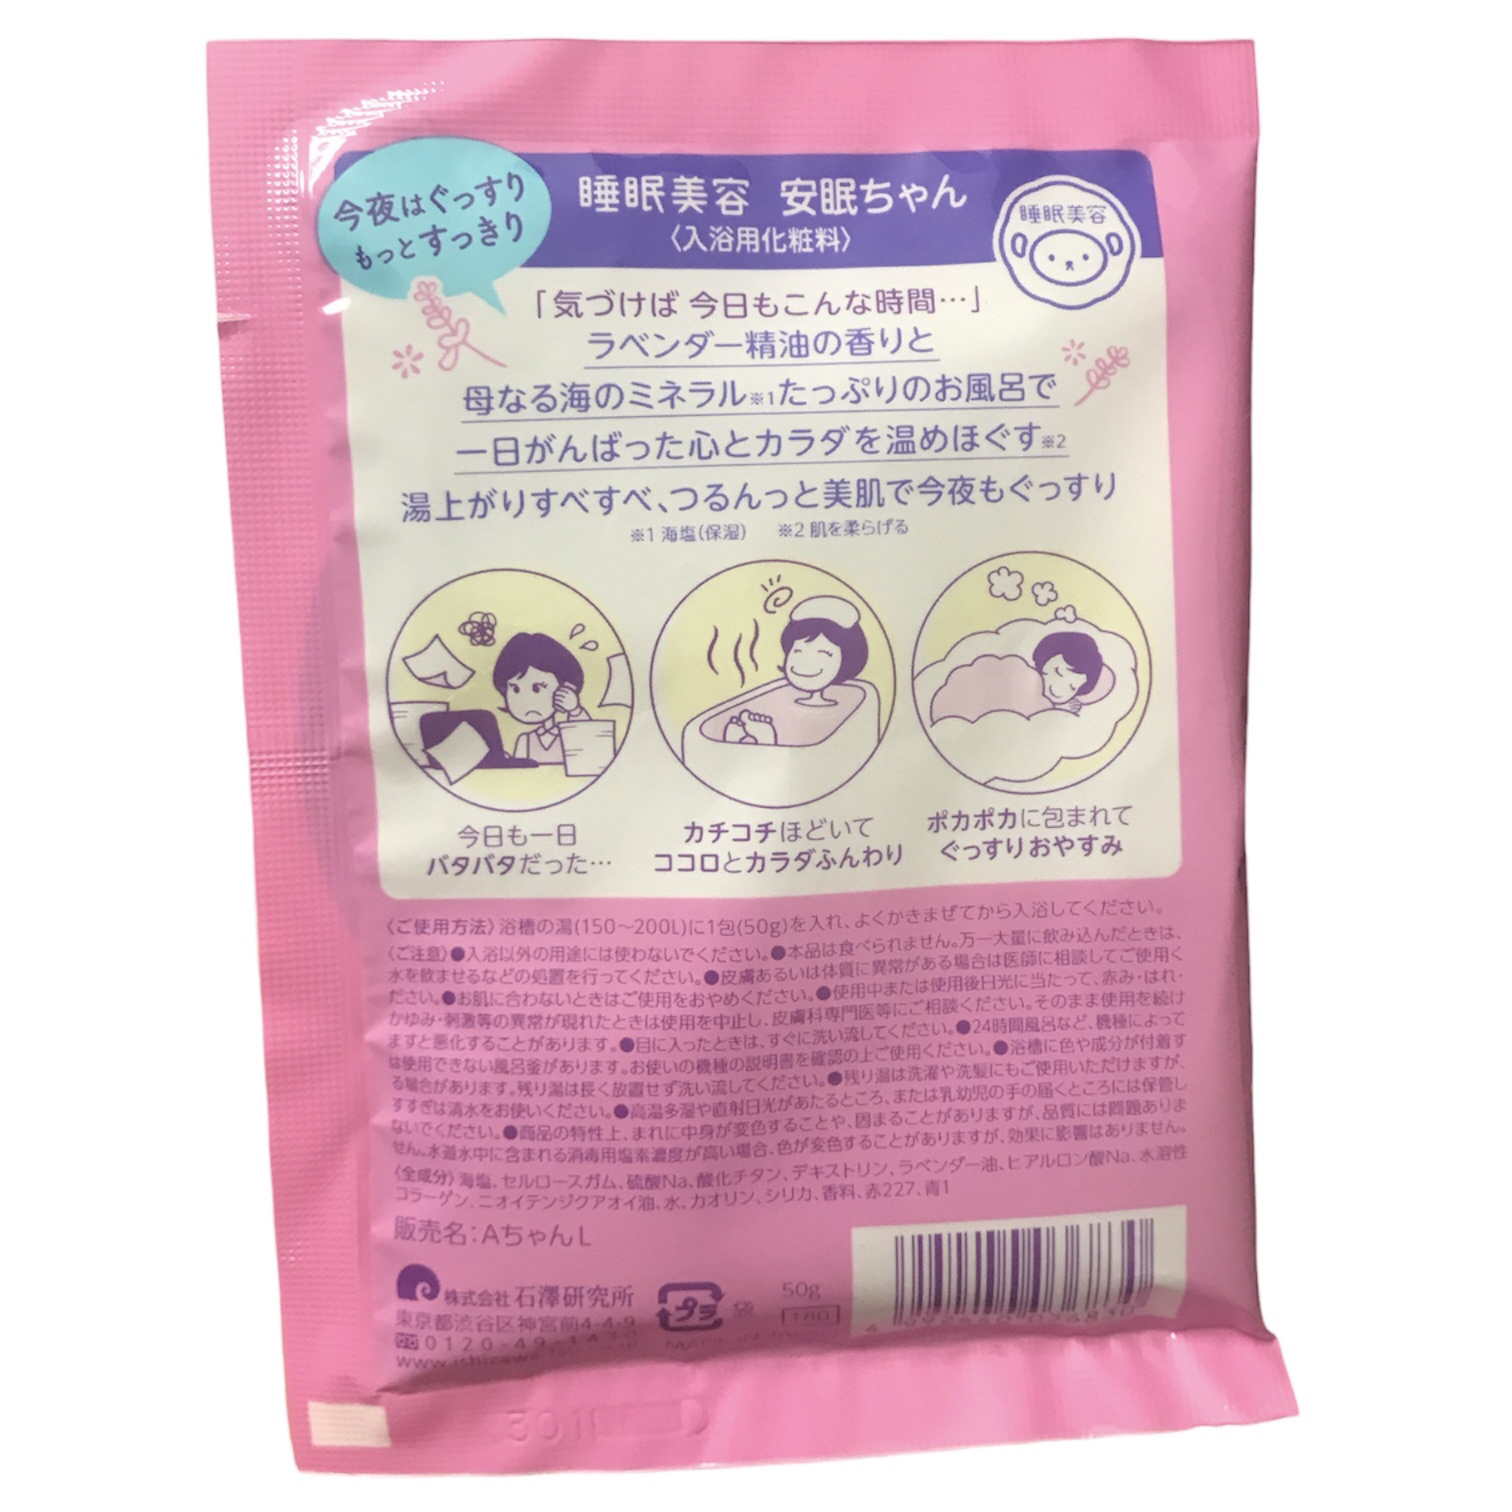 今夜はぐっすり
もっとすっきり
睡眠美容 安眠ちゃん
〈入浴用化粧料〉
睡眠美容
「気づけば 今日もこんな時間…」
ラベンダー精油の香りと
母なる海のミネラル※1たっぷりのお風呂で
一日がんばった心とカラダを温めほぐす※2
湯上がりすべすべ、つるんっと美肌で今夜もぐっすり
※1 海塩(保湿) ※2 肌を柔らげる
今日も一日
バタバタだった…
カチコチほどいて
ココロとカラダふんわり
ポカポカに包まれて
ぐっすりおやすみ
〈ご使用方法〉浴槽の湯(150〜200L)に1包(50g)を入れ、よくかきまぜてから入浴してください。
〈ご注意〉●入浴以外の用途には使わないでください。●本品は食べられません。万一大量に飲み込んだときは、
水を飲ませるなどの処置を行ってください。●皮膚あるいは体質に異常がある場合は医師に相談してご使用く
ださい。●お肌に合わないときはご使用をおやめください。●使用中または使用後日光に当たって、赤み・はれ・
かゆみ・刺激等の異常が現れたときは使用を中止し、皮膚科専門医等にご相談ください。そのまま使用を続け
ますと悪化することがあります。●目に入ったときは、すぐに洗い流してください。●24時間風呂など、機種によって
は使用できない風呂釜があります。お使いの機種の説明書を確認の上ご使用ください。●浴槽に色や成分が付着す
る場合があります。残り湯は長く放置せず洗い流してください。●残り湯は洗濯や洗髪にもご使用いただけますが、
すすぎは清水をお使いください。●高温多湿や直射日光があたるところ、または乳幼児の手の届くところには保管し
ないでください。●商品の特性上、まれに中身が変色することや、固まることがありますが、品質には問題ありま
せん。水道水中に含まれる消毒用塩素濃度が高い場合、色が変色することがありますが、効果に影響はありません。
〈全成分〉海塩、セルロースガム、硫酸Na、酸化チタン、デキストリン、ラベンダー油、ヒアルロン酸Na、水溶性
コラーゲン、ニオイテンジクアオイ油、水、カオリン、シリカ、香料、赤227、青1
販売名:AちゃんL
株式会社 石澤研究所
東京都渋谷区神宮前4-4-9
0120-49-1430
プラ 袋
50g
180
MADE IN JAPAN